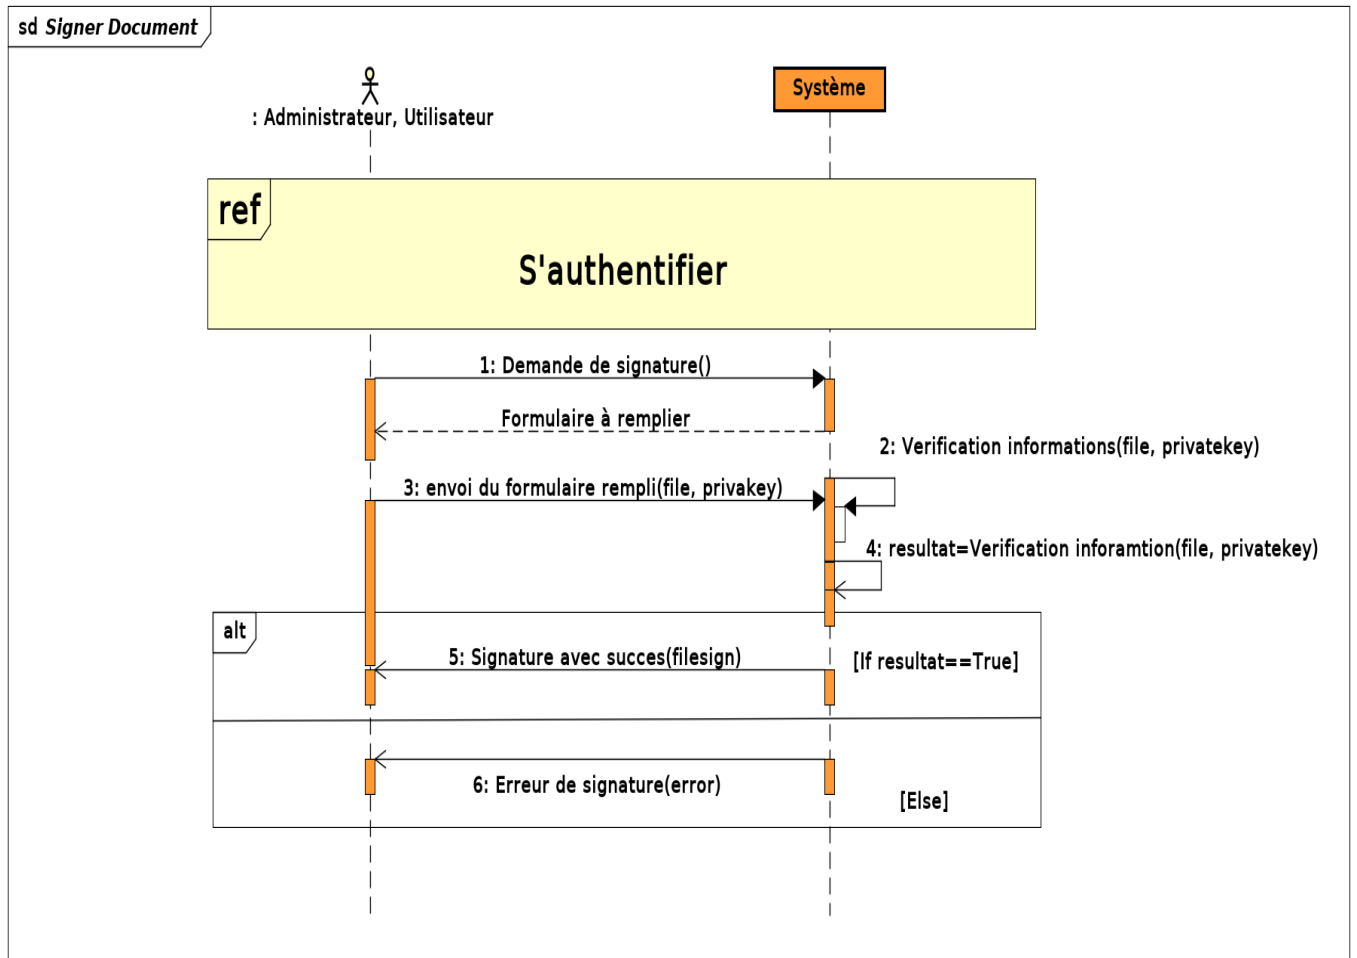 sd Signer Document
Système
: Administrateur, Utilisateur
ref
S'authentifier
1: Demande de signature()
Formulaire à remplier
2: Verification informations(file, privatekey)
3: envoi du formulaire rempli(file, privakey)
4: resultat=Verification inforamtion(file, privatekey)
alt
5: Signature avec succes(filesign)
[If resultat==True]
6: Erreur de signature(error)
[Else]